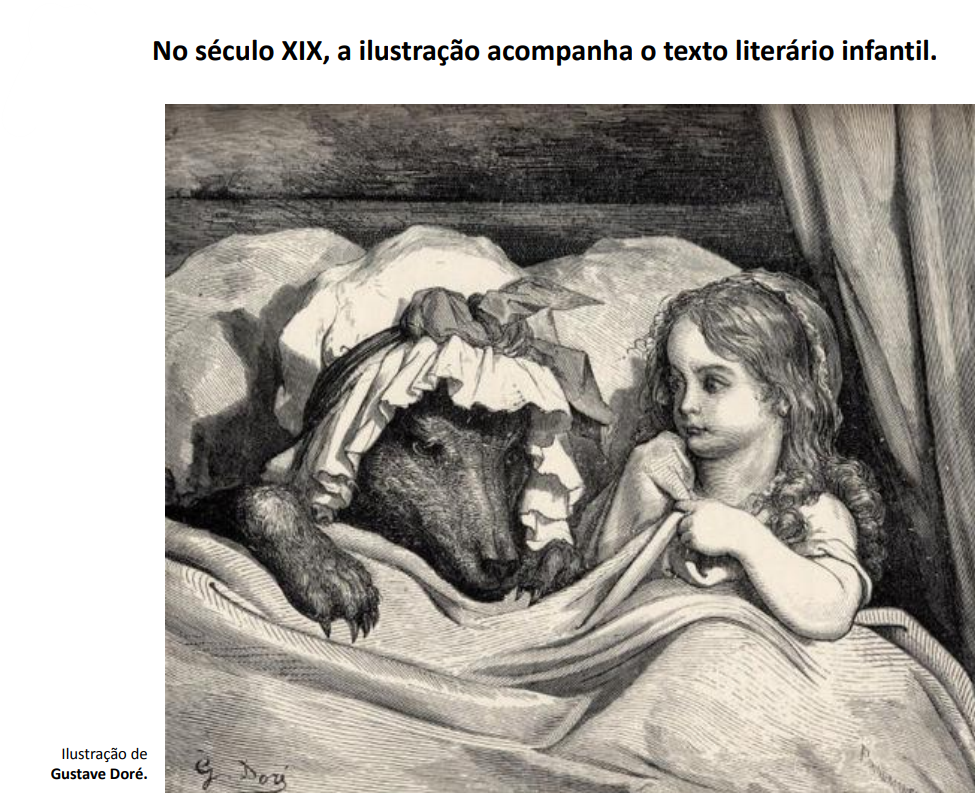 No século XIX, a ilustração acompanha o texto literário infantil.
Ilustração de
Gustave Doré.
G Doré